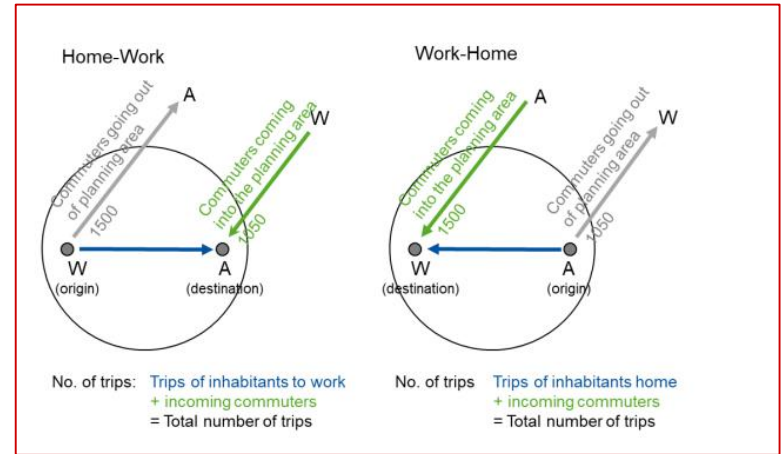 Home-Work
A
W
Commuters going out
of planning area
1500
Commuters coming
into the planning area
1050
W
(origin)
A
(destination)
No. of trips: Trips of inhabitants to work
+ incoming commuters
= Total number of trips
Work-Home
A
W
Commuters coming
into the planning area
1500
Commuters going out
of planning area
1050
W
(destination)
A
(origin)
No. of trips Trips of inhabitants home
+ incoming commuters
= Total number of trips